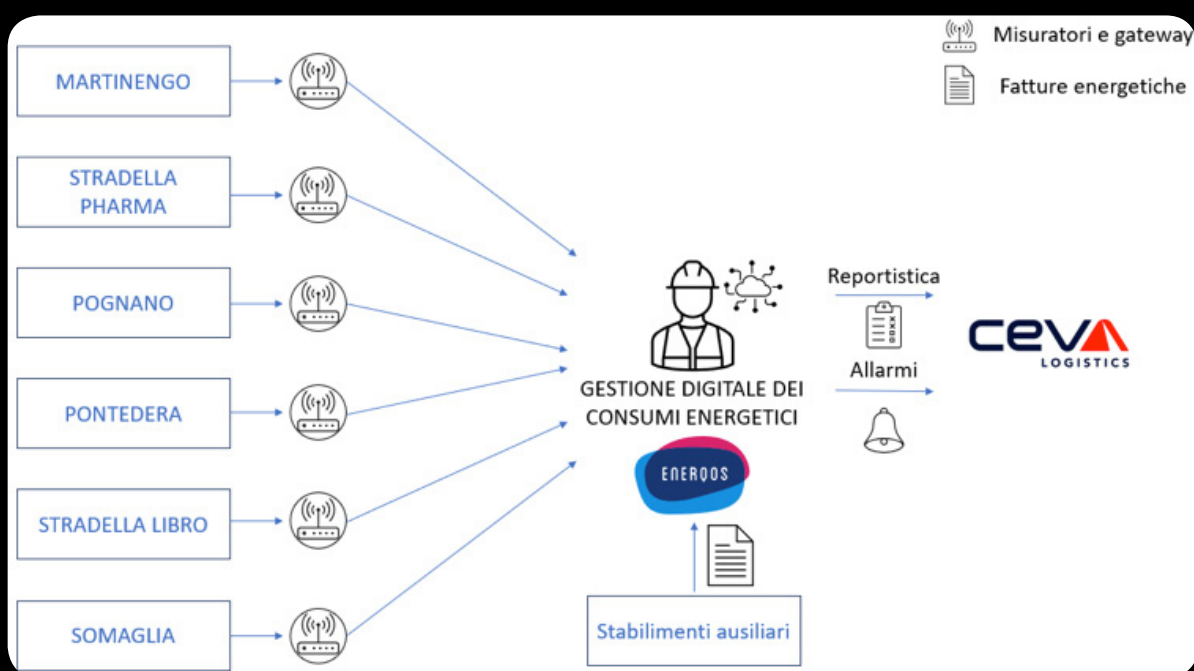 Misuratori e gateway
Fatture energetiche
MARTINENGO
STRADELLA
PHARMA
POGNANO
PONTEDERA
STRADELLA LIBRO
SOMAGLIA
GESTIONE DIGITALE DEI
CONSUMI ENERGETICI
ENERQOS
Stabilimenti ausiliari
Reportistica
Allarmi
CEVA
LOGISTICS